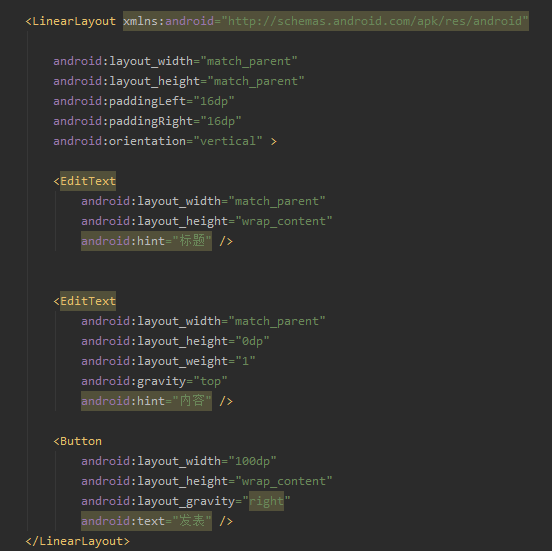 <LinearLayout xmlns:android="http://schemas.android.com/apk/res/android"
android:layout_width="match_parent"
android:layout_height="match_parent"
android:paddingLeft="16dp"
android:paddingRight="16dp"
android:orientation="vertical" >
<EditText
android:layout_width="match_parent"
android:layout_height="wrap_content"
android:hint="标题" />
<EditText
android:layout_width="match_parent"
android:layout_height="0dp"
android:layout_weight="1"
android:gravity="top"
android:hint="内容" />
<Button
android:layout_width="100dp"
android:layout_height="wrap_content"
android:layout_gravity="right"
android:text="发表" />
</LinearLayout>